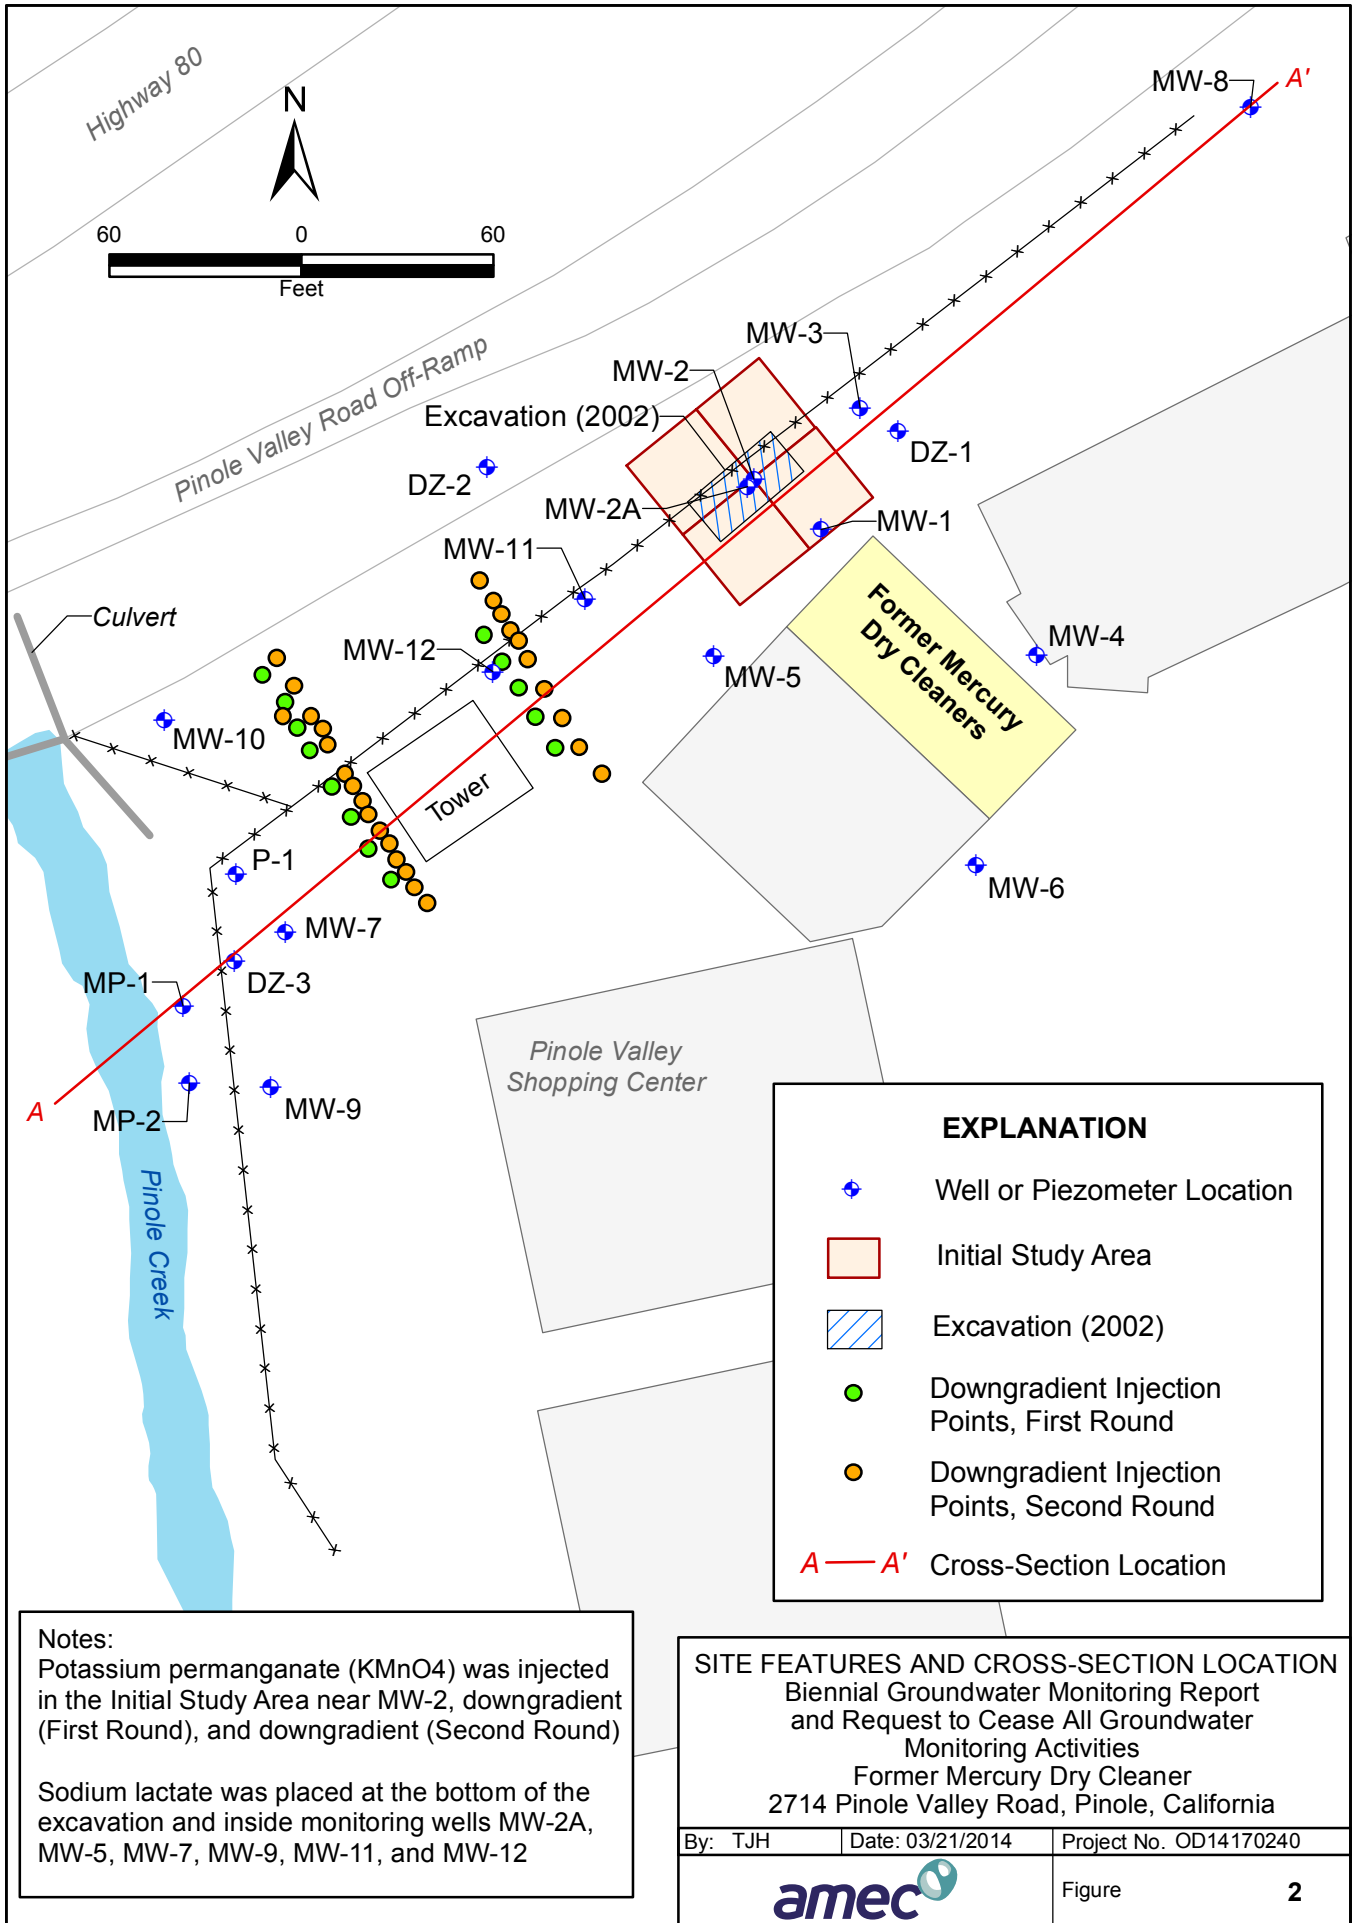 Highway 80
N
60 0 60
Feet
MW-8
A'
MW-3
MW-2
Excavation (2002)
Pinole Valley Road Off-Ramp
DZ-1
DZ-2
MW-2A
MW-1
MW-11
Culvert
Former Mercury
Dry Cleaners
MW-4
MW-12
MW-5
MW-10
Tower
P-1
MW-6
MW-7
MP-1
DZ-3
Pinole Valley
Shopping Center
A
MP-2
MW-9
Pinole Creek
EXPLANATION
Well or Piezometer Location
Initial Study Area
Excavation (2002)
Downgradient Injection
Points, First Round
Downgradient Injection
Points, Second Round
A A' Cross-Section Location
Notes:
Potassium permanganate (KMnO4) was injected
in the Initial Study Area near MW-2, downgradient
(First Round), and downgradient (Second Round)
Sodium lactate was placed at the bottom of the
excavation and inside monitoring wells MW-2A,
MW-5, MW-7, MW-9, MW-11, and MW-12
SITE FEATURES AND CROSS-SECTION LOCATION
Biennial Groundwater Monitoring Report
and Request to Cease All Groundwater
Monitoring Activities
Former Mercury Dry Cleaner
2714 Pinole Valley Road, Pinole, California
By: TJH Date: 03/21/2014 Project No. OD14170240
amec
Figure 2